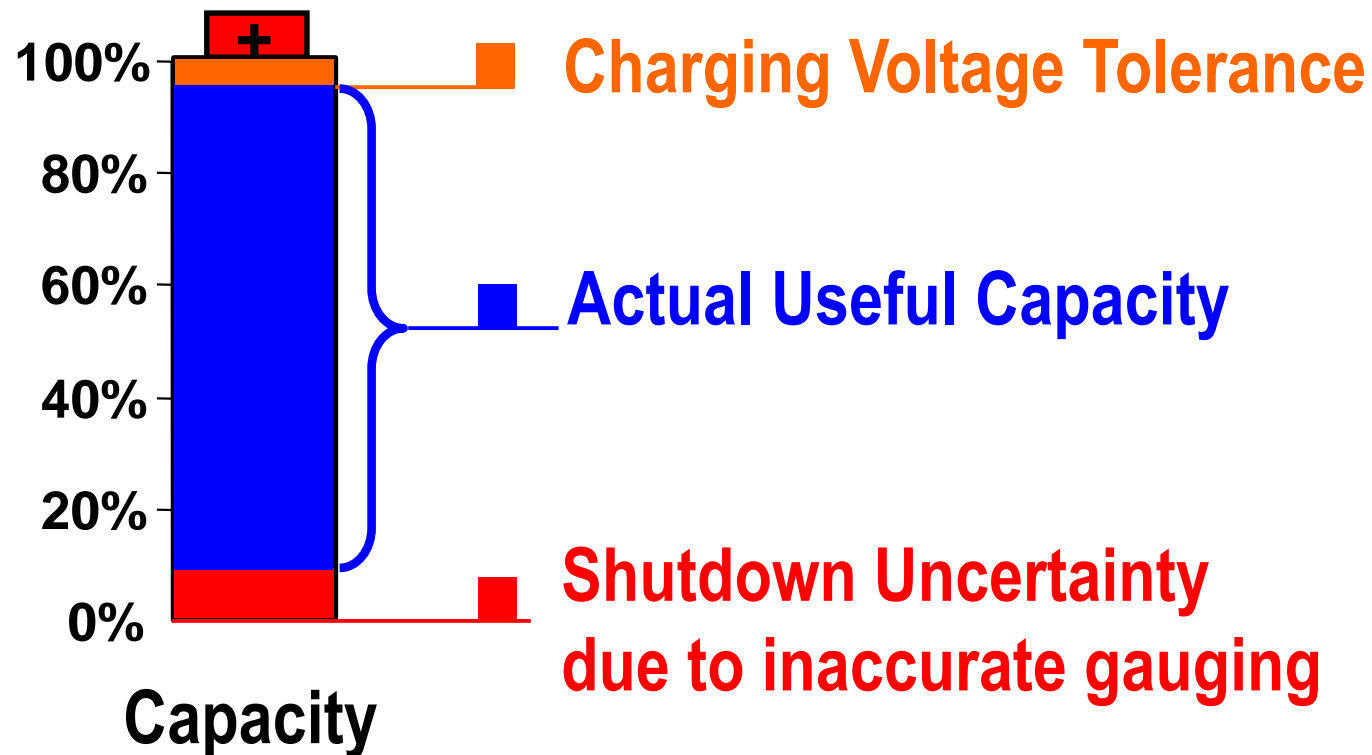 +
100%
Charging Voltage Tolerance
80%
60%
Actual Useful Capacity
40%
20%
Shutdown Uncertainty
due to inaccurate gauging
0%
Capacity